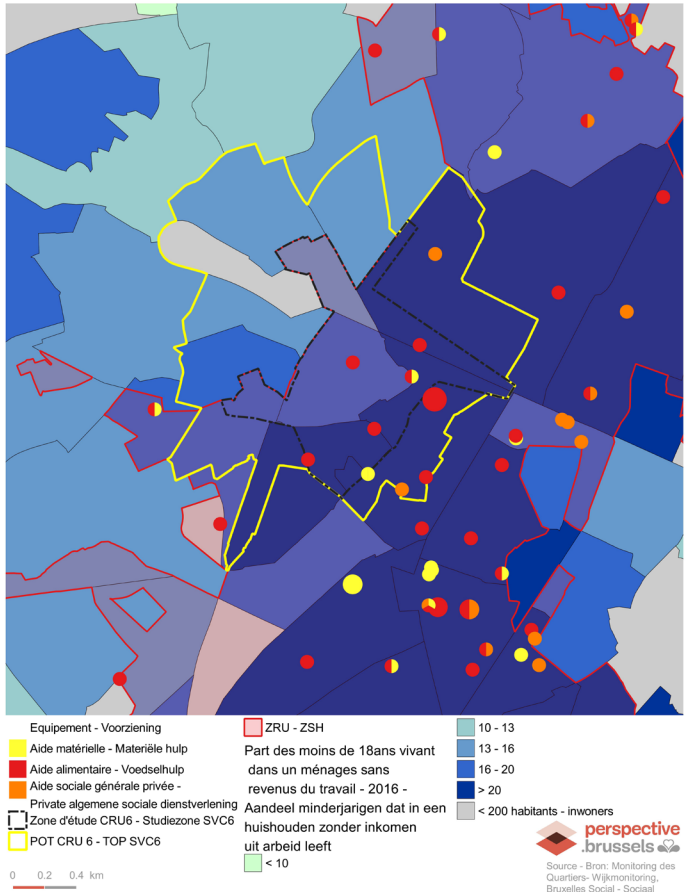 Equipement - Voorziening
Aide matérielle - Materiële hulp
Aide alimentaire - Voedselhulp
Aide sociale générale privée -
Private algemene sociale dienstverlening
Zone d'étude CRU6 - Studiezone SVC6
POT CRU 6 - TOP SVC6
0 0.2 0.4 km
ZRU - ZSH
Part des moins de 18ans vivant
dans un ménages sans
revenus du travail - 2016 -
Aandeel minderjarigen dat in een
huishouden zonder inkomen
uit arbeid leeft
< 10
10 - 13
13 - 16
16 - 20
> 20
< 200 habitants - inwoners
perspective
.brussels
Source - Bron: Monitoring des
Quartiers- Wijkmonitoring,
Bruxelles Social - Sociaal